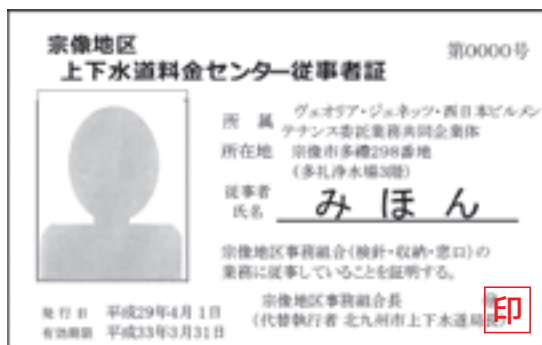 宗像地区
上下水道料金センター従事者証
第0000号
所　属　ヴェオリア・ジェネッツ・西日本ビルメン
テナンス委託業務共同企業体
所在地　宗像市多禮298番地
（多礼浄水場3階）
従事者
氏名　みほん
宗像地区事務組合（検針・収納・窓口）の
業務に従事していることを証明する。
発行日　平成29年4月1日
有効期限　平成33年3月31日
宗像地区事務組合長
（代替執行者 北九州市上下水道局長）
印